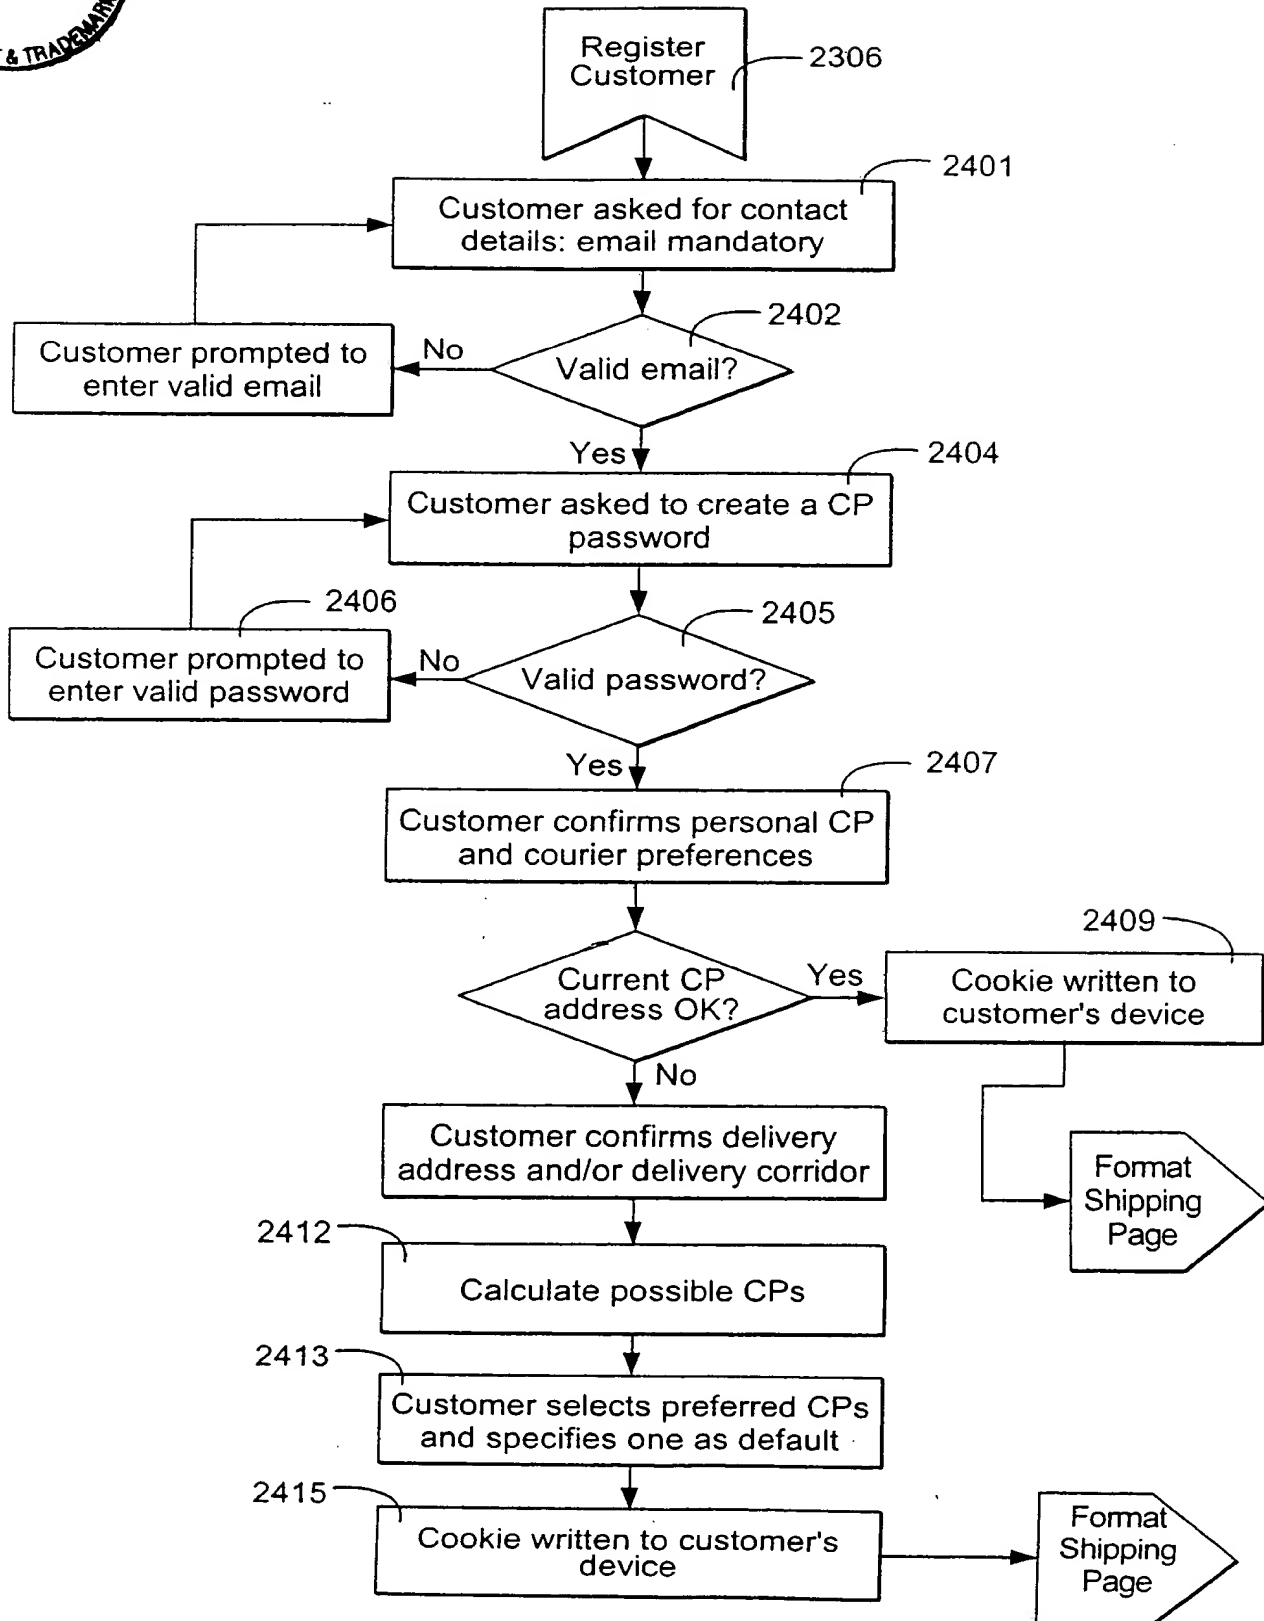 & TRADEMARK
Register
Customer
2306
2401
Customer asked for contact
details: email mandatory
2402
Customer prompted to
enter valid email
No
Valid email?
Yes
2404
Customer asked to create a CP
password
2406
2405
Customer prompted to
enter valid password
No
Valid password?
Yes
2407
Customer confirms personal CP
and courier preferences
2409
Current CP
address OK?
Yes
Cookie written to
customer's device
No
Customer confirms delivery
address and/or delivery corridor
Format
Shipping
Page
2412
Calculate possible CPs
2413
Customer selects preferred CPs
and specifies one as default
2415
Cookie written to customer's
device
Format
Shipping
Page